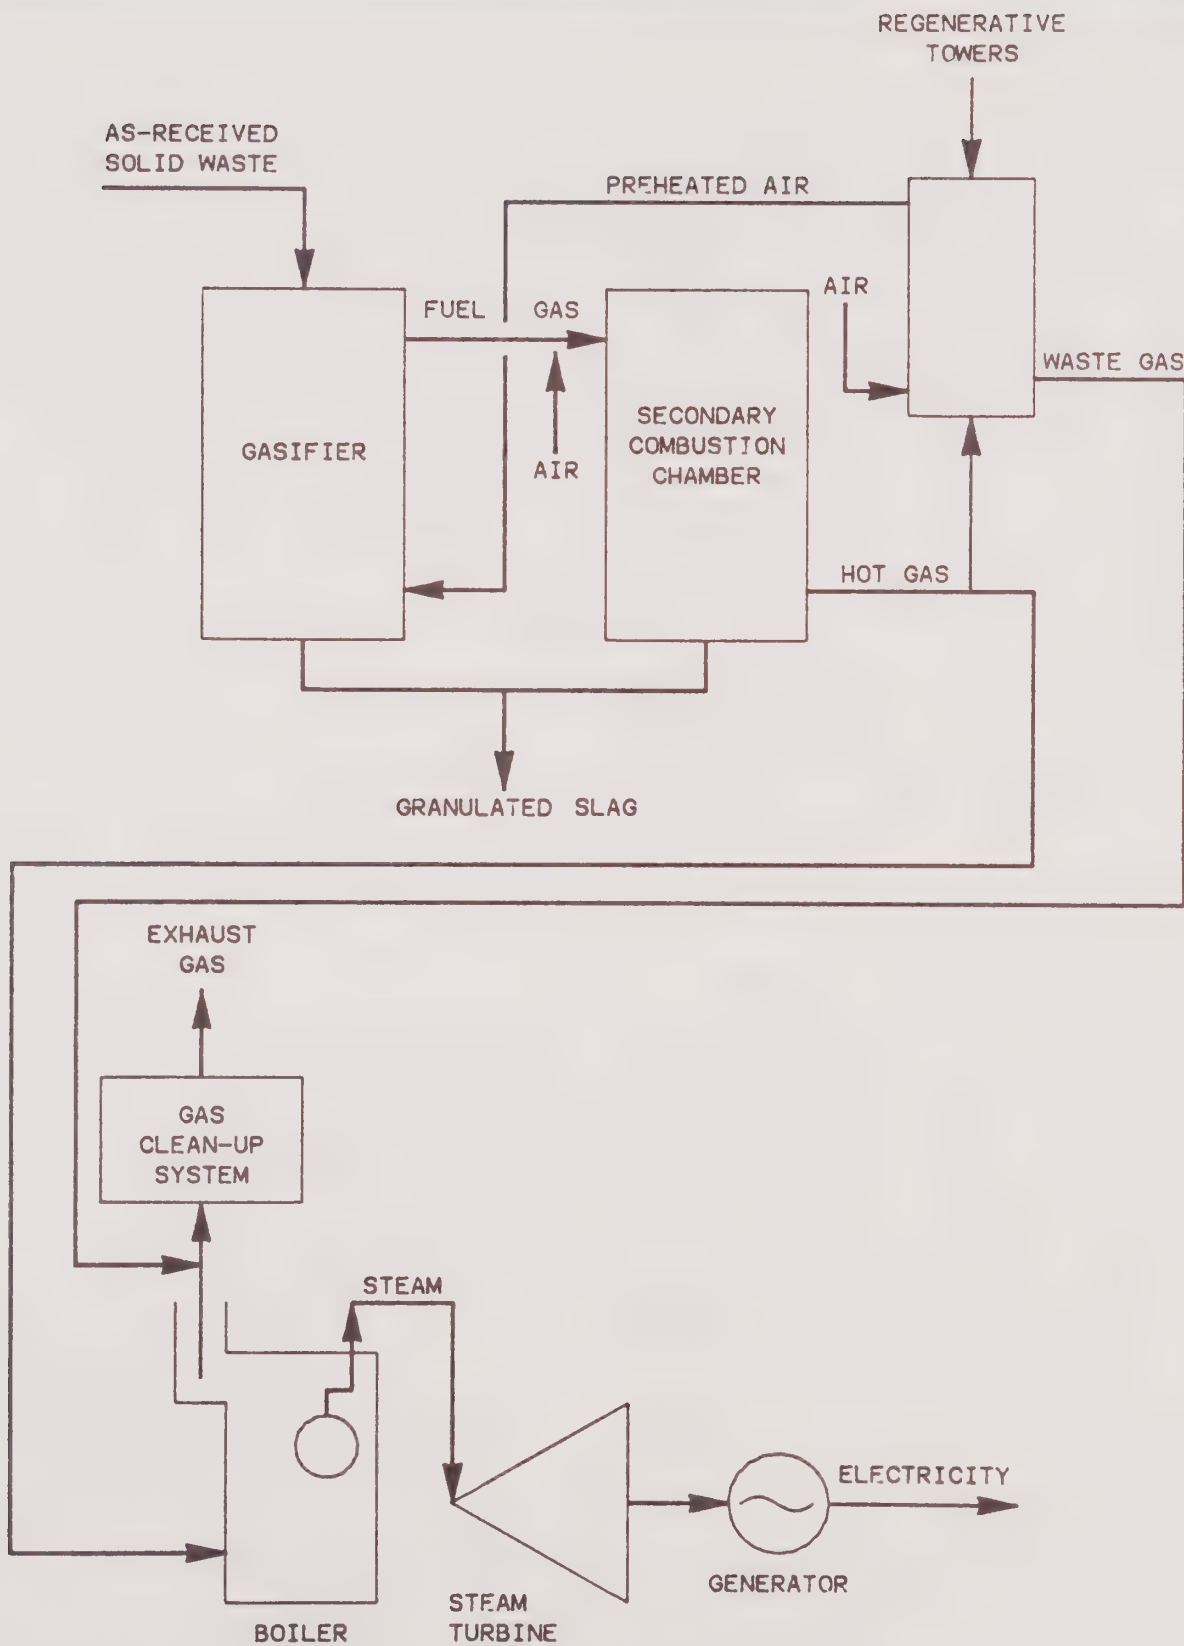 REGENERATIVE
TOWERS
AS-RECEIVED
SOLID WASTE
PREHEATED AIR
AIR
FUEL GAS
WASTE GAS
GASIFIER
AIR
SECONDARY
COMBUSTION
CHAMBER
HOT GAS
GRANULATED SLAG
EXHAUST
GAS
GAS
CLEAN-UP
SYSTEM
STEAM
ELECTRICITY
GENERATOR
STEAM
TURBINE
BOILER